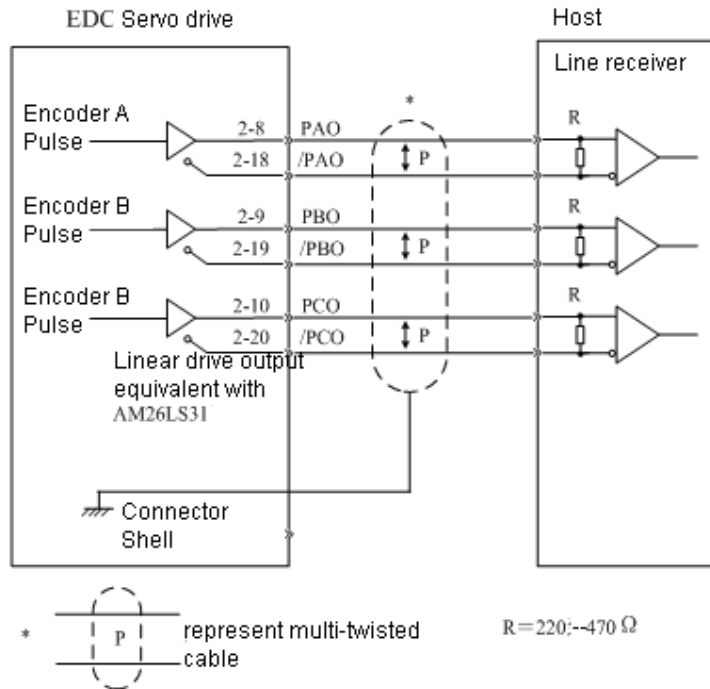 EDC Servo drive
Host
Line receiver
*
Encoder A
Pulse
2-8
PAO
2-18
/PAO
P
R
Encoder B
Pulse
2-9
PBO
2-19
/PBO
P
R
Encoder B
Pulse
2-10
PCO
2-20
/PCO
P
R
Linear drive output
equivalent with
AM26LS31
Connector
Shell
*
P
represent multi-twisted
cable
R=220;--470 Ω